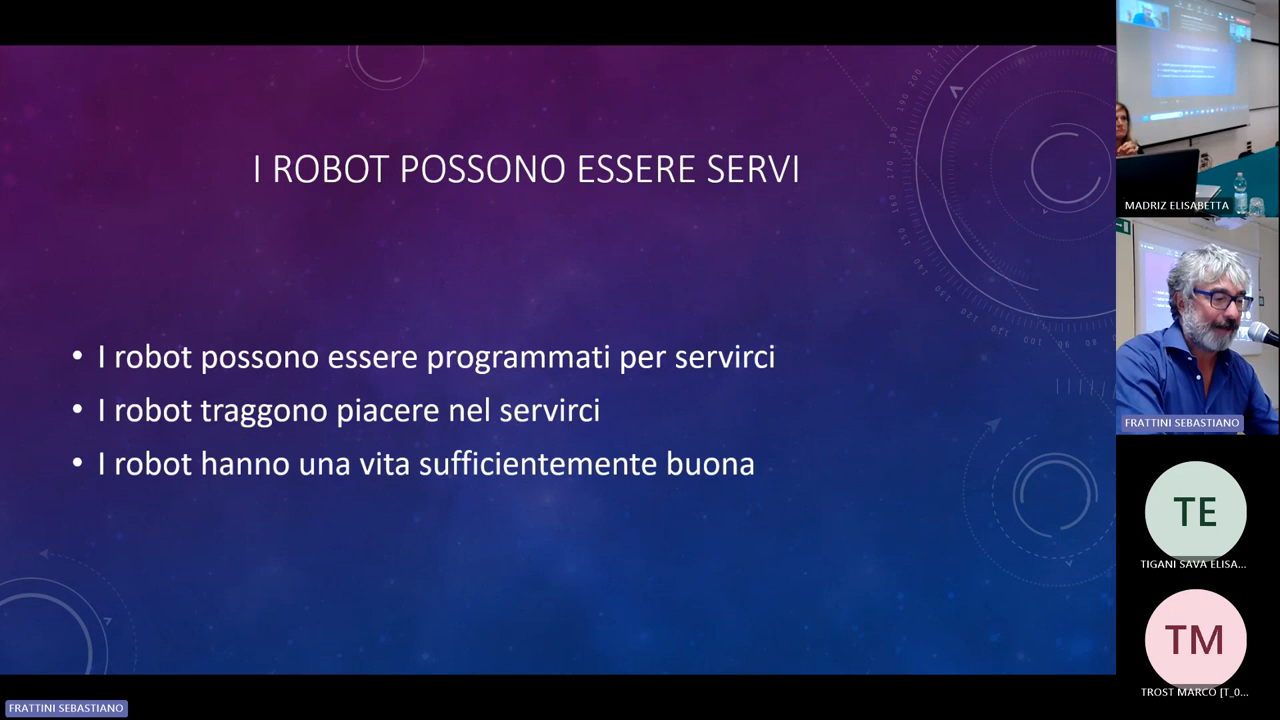 I ROBOT POSSONO ESSERE SERVI
• I robot possono essere programmati per servirci
• I robot traggono piacere nel servirci
• I robot hanno una vita sufficientemente buona
MADRIZ ELISABETTA
FRATTINI SEBASTIANO
TE
TIGANI SAVA ELISA...
TM
TROST MARCO [T_0...
FRATTINI SEBASTIANO